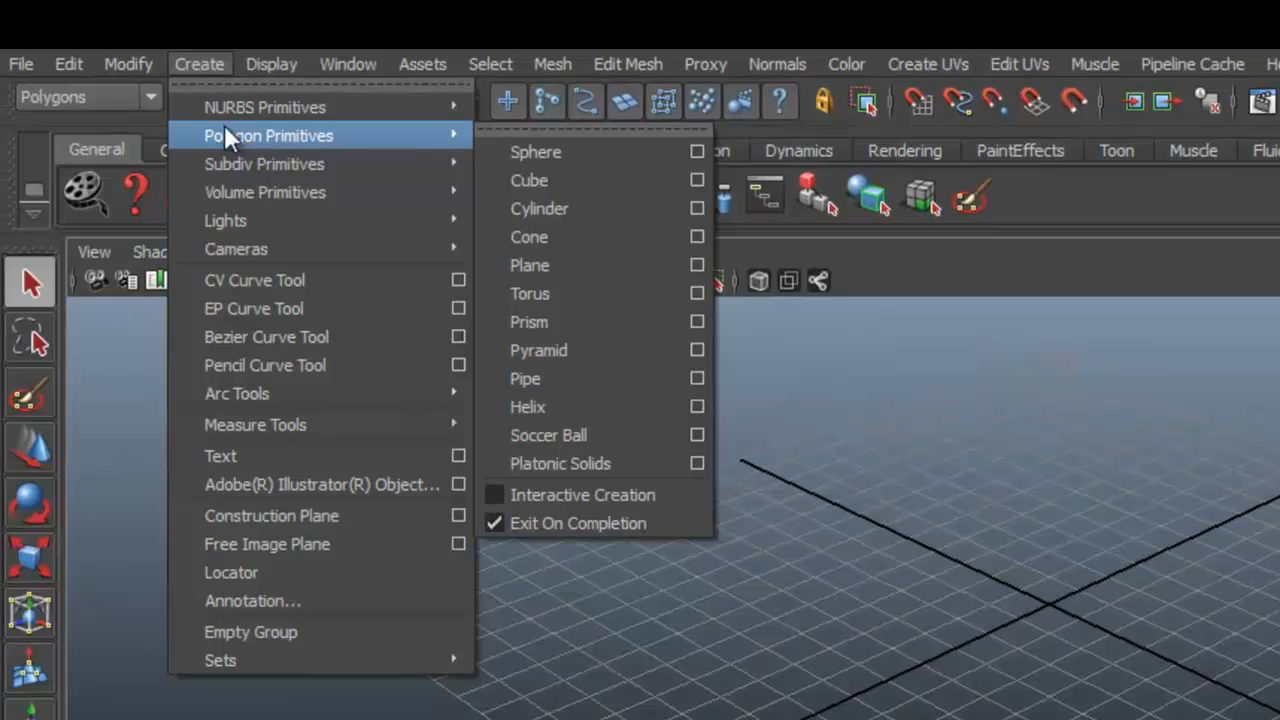 File Edit Modify Create Display Window Assets Select Mesh Edit Mesh Proxy Normals Color Create UVs Edit UVs Muscle Pipeline Cache
Polygons
General
Dynamics Rendering PaintEffects Toon Muscle
View
NURBS Primitives
Polygon Primitives
Subdiv Primitives
Volume Primitives
Lights
Cameras
CV Curve Tool
EP Curve Tool
Bezier Curve Tool
Pencil Curve Tool
Arc Tools
Measure Tools
Text
Adobe(R) Illustrator(R) Object...
Construction Plane
Free Image Plane
Locator
Annotation...
Empty Group
Sets
Sphere
Cube
Cylinder
Cone
Plane
Torus
Prism
Pyramid
Pipe
Helix
Soccer Ball
Platonic Solids
Interactive Creation
Exit On Completion